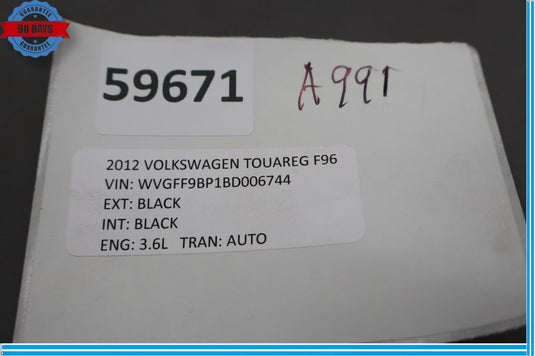 GUARANTEE
90 DAYS
GUARANTEE
59671
A991
2012 VOLKSWAGEN TOUAREG F96
VIN: WVGFF9BP1BD006744
EXT: BLACK
INT: BLACK
ENG: 3.6L TRAN: AUTO